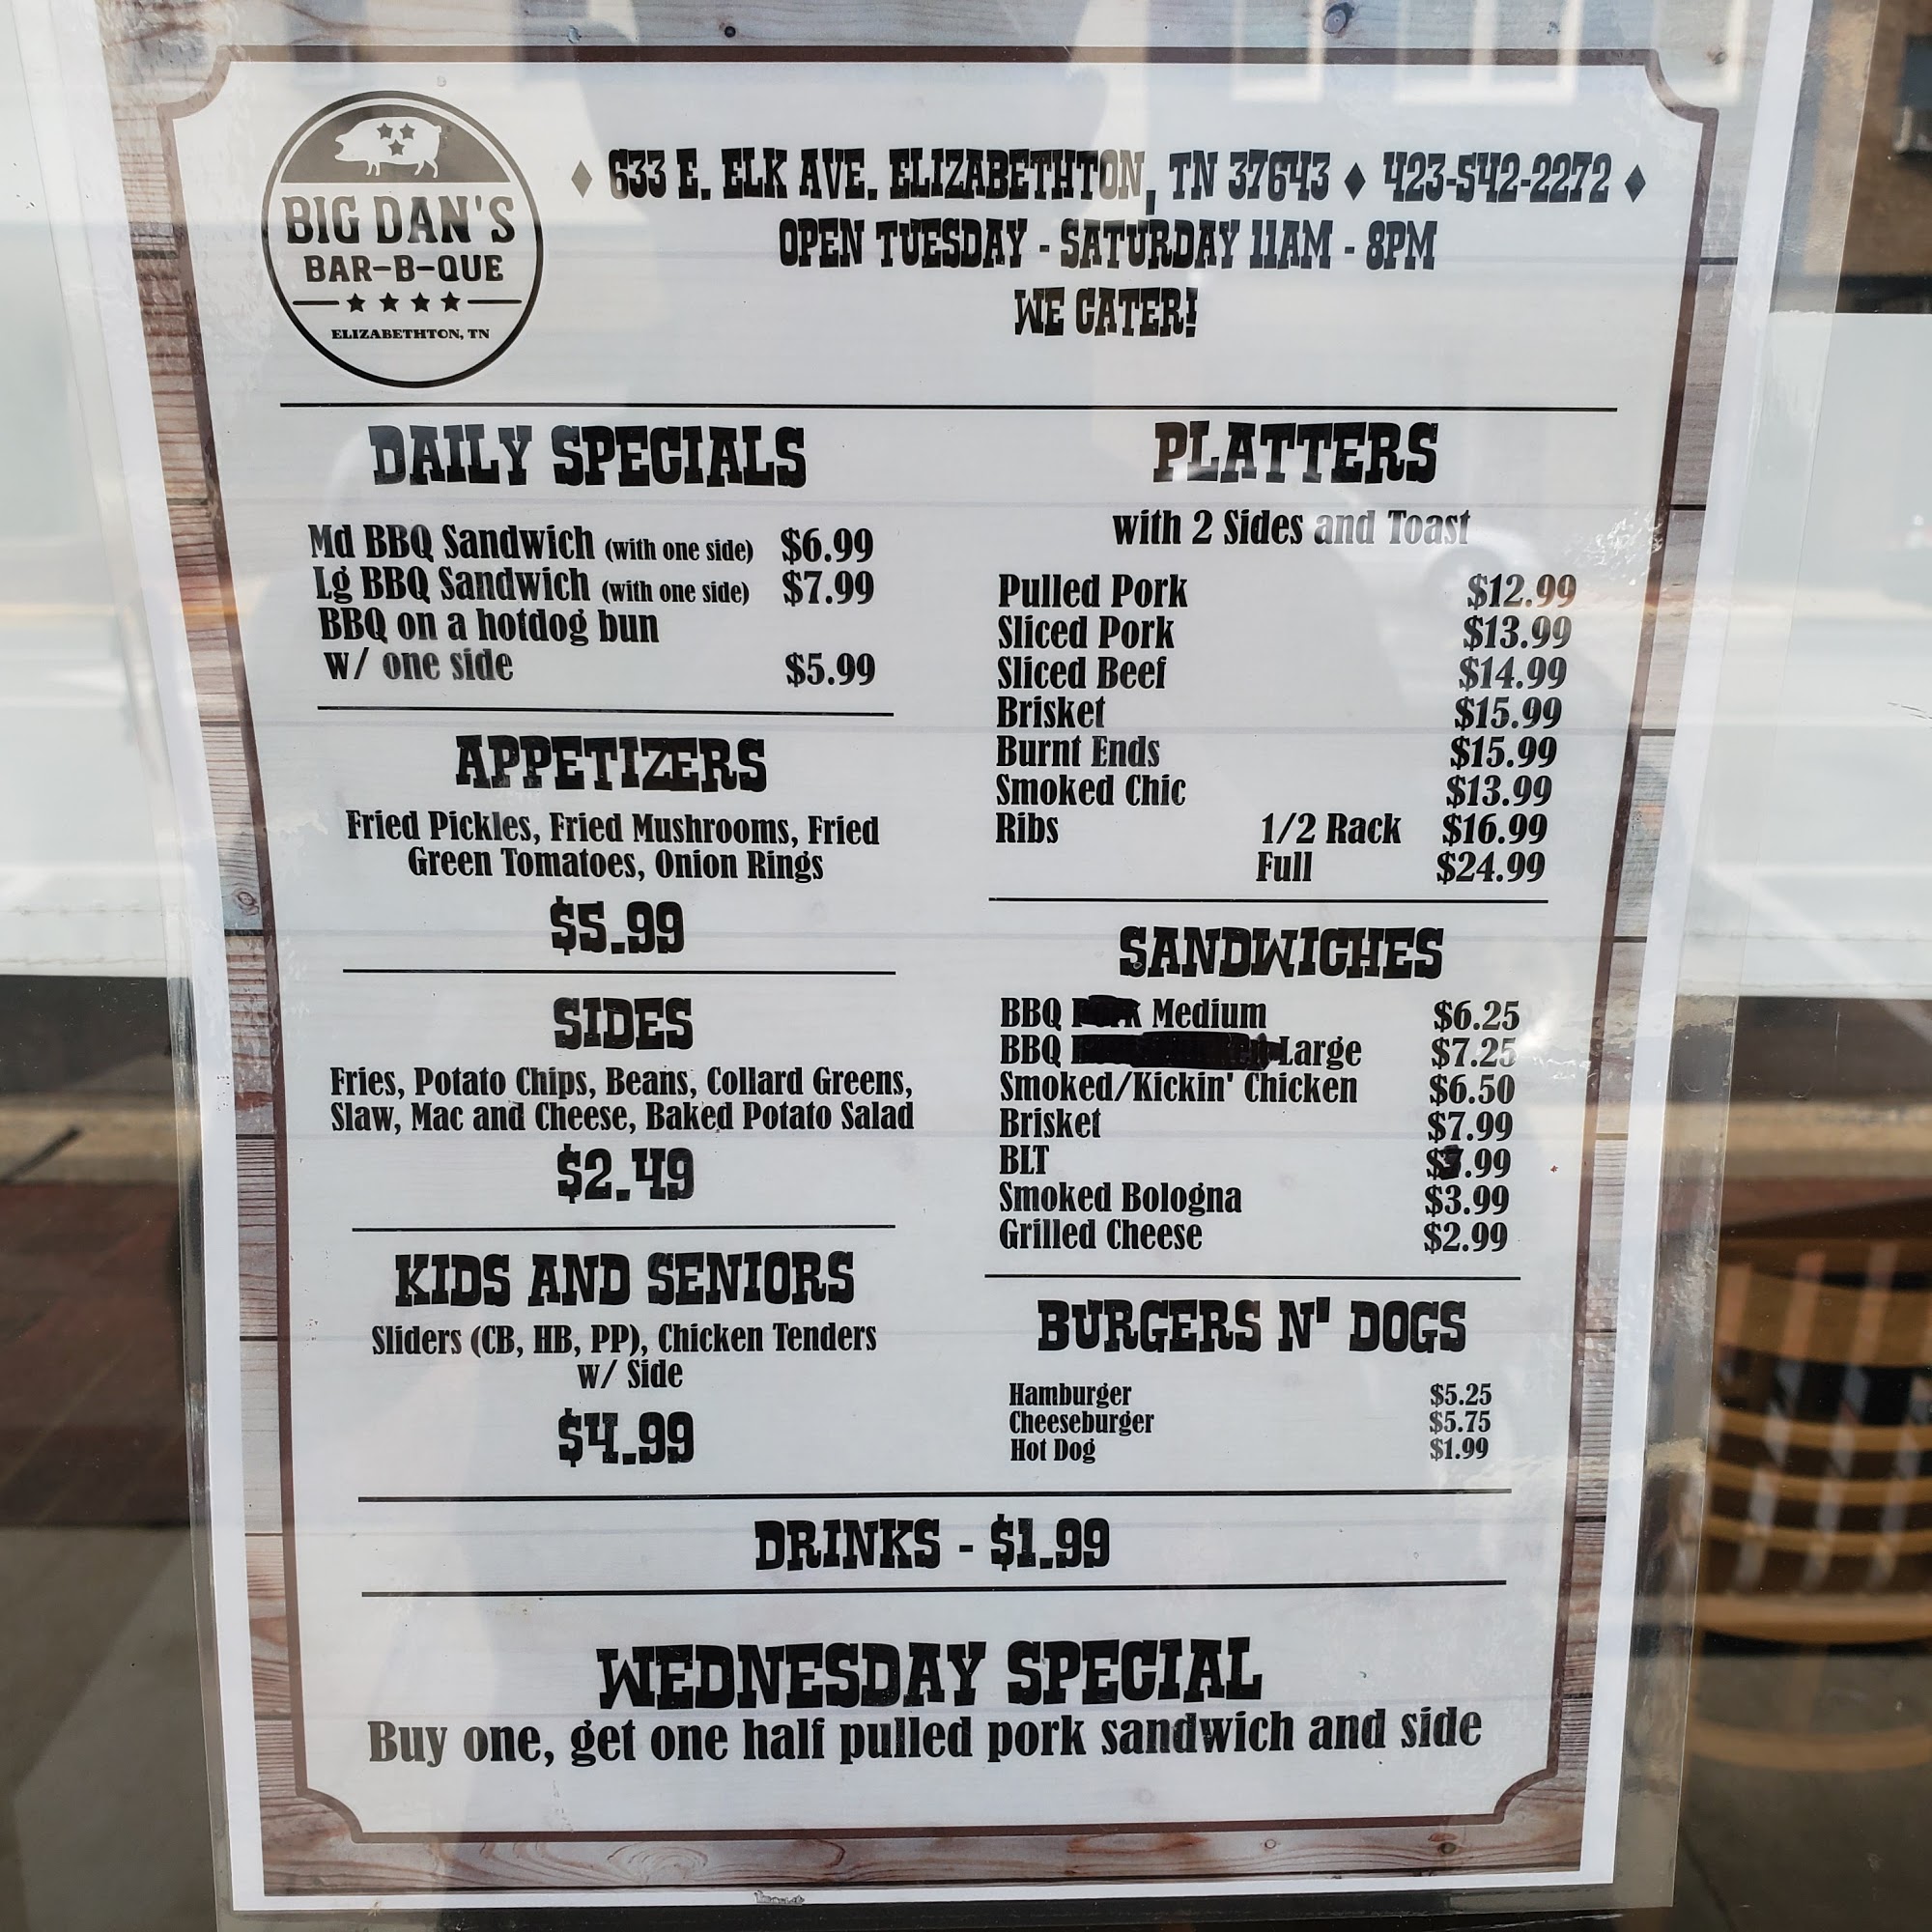 BIG DAN'S
BAR-B-QUE
ELIZABETHTON, TN
633 E. ELK AVE. ELIZABETHTON, TN 37643 ♦ 423-542-2272
OPEN TUESDAY - SATURDAY 11AM - 8PM
WE CATER!
DAILY SPECIALS
Md BBQ Sandwich (with one side) $6.99
Lg BBQ Sandwich (with one side) $7.99
BBQ on a hotdog bun
w/ one side $5.99
APPETIZERS
Fried Pickles, Fried Mushrooms, Fried
Green Tomatoes, Onion Rings
$5.99
SIDES
Fries, Potato Chips, Beans, Collard Greens,
Slaw, Mac and Cheese, Baked Potato Salad
$2.49
KIDS AND SENIORS
Sliders (CB, HB, PP), Chicken Tenders
w/ Side
$4.99
PLATTERS
with 2 Sides and Toast
Pulled Pork $12.99
Sliced Pork $13.99
Sliced Beef $14.99
Brisket $15.99
Burnt Ends $15.99
Smoked Chic $13.99
Ribs 1/2 Rack $16.99
Full $24.99
SANDWICHES
BBQ Medium $6.25
BBQ Large $7.25
Smoked/Kickin' Chicken $6.50
Brisket $7.99
BLT
Smoked Bologna $3.99
Grilled Cheese $2.99
BURGERS N' DOGS
Hamburger $5.25
Cheeseburger $5.75
Hot Dog $1.99
DRINKS - $1.99
WEDNESDAY SPECIAL
Buy one, get one half pulled pork sandwich and side